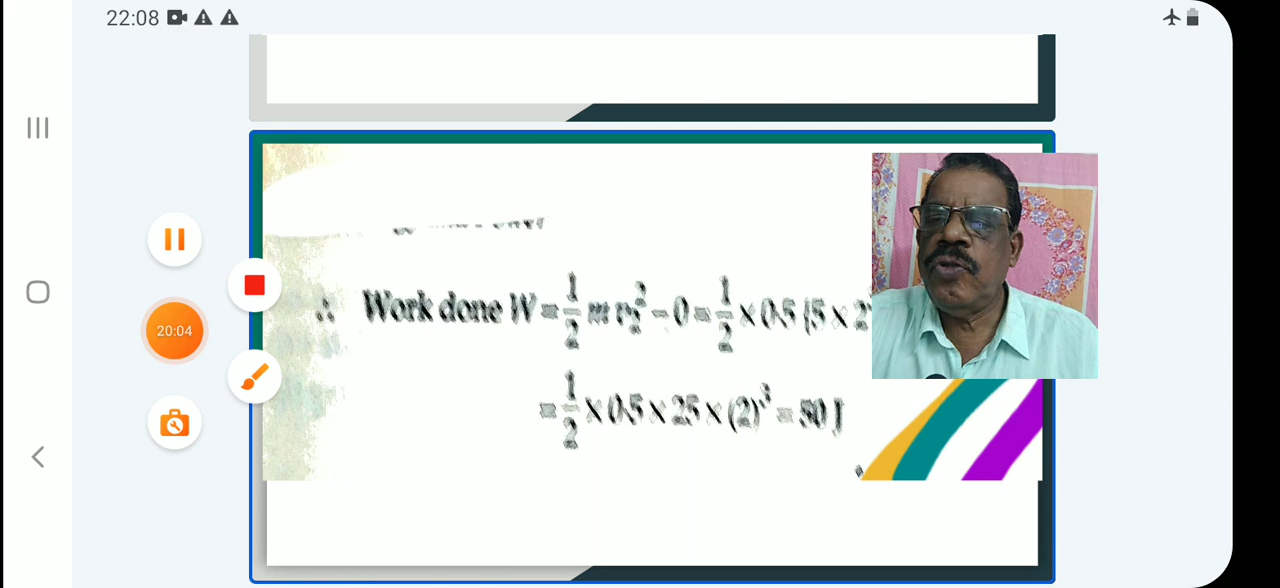 22:08
∴ Work done W = 1/2 m v₂² − 0 = 1/2 × 0.5 (5 × 2
20:04
= 1/2 × 0.5 × 25 × (2)³ = 50 J